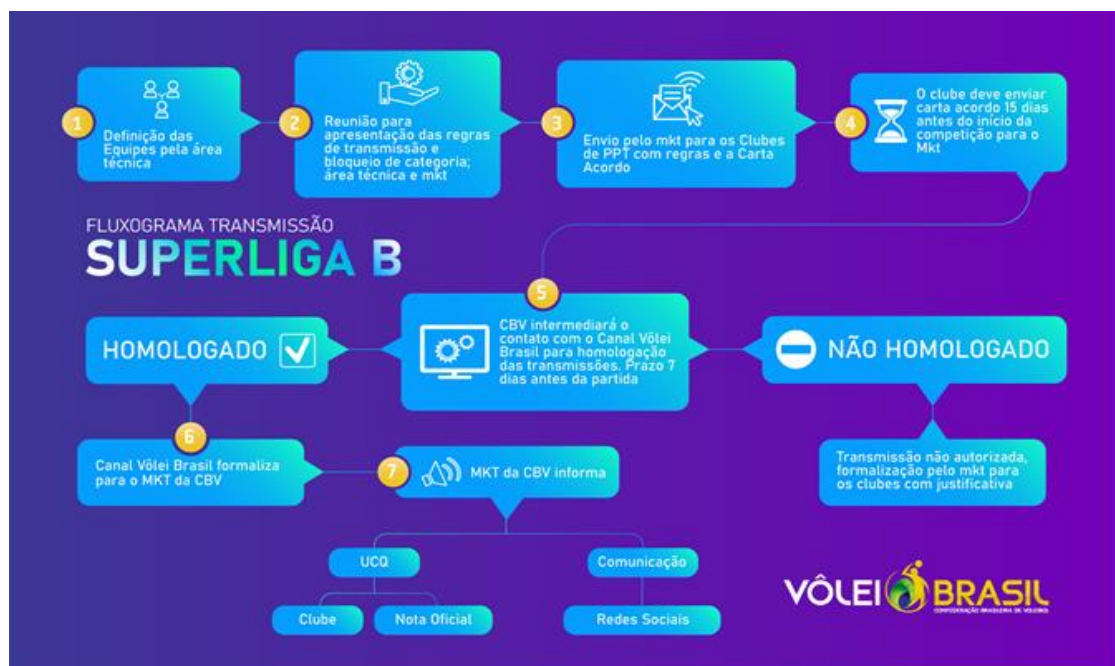 1
Definição das
Equipes pela área
técnica
2
Reunião para
apresentação das regras
de transmissão e
bloqueio de categoria;
área técnica e mkt
3
Envio pelo mkt para os Clubes
de PPT com regras e a Carta
Acordo
4
O clube deve enviar
carta acordo 15 dias
antes do início da
competição para o
Mkt
FLUXOGRAMA TRANSMISSÃO
SUPERLIGA B
5
CBV intermediará o
contato com o Canal Vôlei
Brasil para homologação
das transmissões. Prazo 7
dias antes da partida
HOMOLOGADO
NÃO HOMOLOGADO
6
Canal Vôlei Brasil formaliza
para o MKT da CBV
7
MKT da CBV informa
Transmissão não autorizada,
formalização pelo mkt para
os clubes com justificativa
UCQ
Comunicação
Clube
Nota Oficial
Redes Sociais
VÔLEI BRASIL
CONFEDERAÇÃO BRASILEIRA DE VOLEIBOL